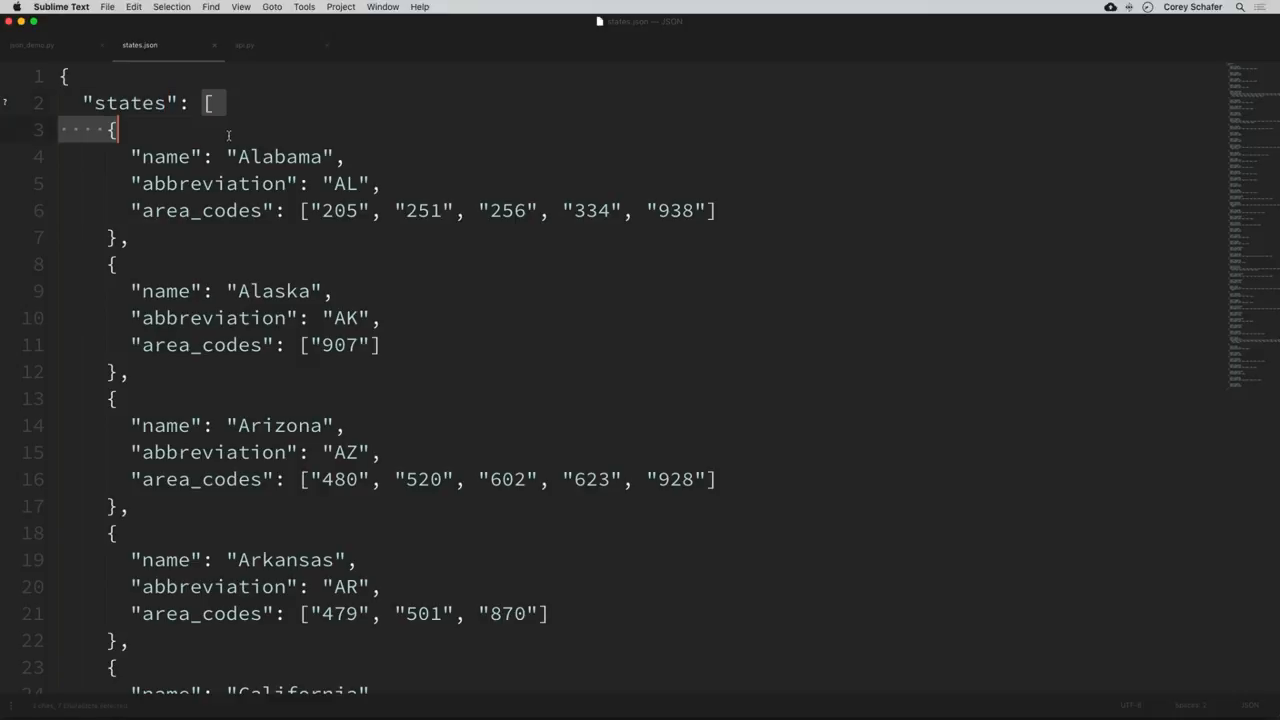 Sublime Text File Edit Selection Find View Goto Tools Project Window Help Corey Schafer
states.json — JSON
json_demo.py states.json api.py
1 {
2 "states": [
3 {
4 "name": "Alabama",
5 "abbreviation": "AL",
6 "area_codes": ["205", "251", "256", "334", "938"]
7 },
8 {
9 "name": "Alaska",
10 "abbreviation": "AK",
11 "area_codes": ["907"]
12 },
13 {
14 "name": "Arizona",
15 "abbreviation": "AZ",
16 "area_codes": ["480", "520", "602", "623", "928"]
17 },
18 {
19 "name": "Arkansas",
20 "abbreviation": "AR",
21 "area_codes": ["479", "501", "870"]
22 },
23 {
24 "name": "California"
UTF-8 Spaces: 2 JSON